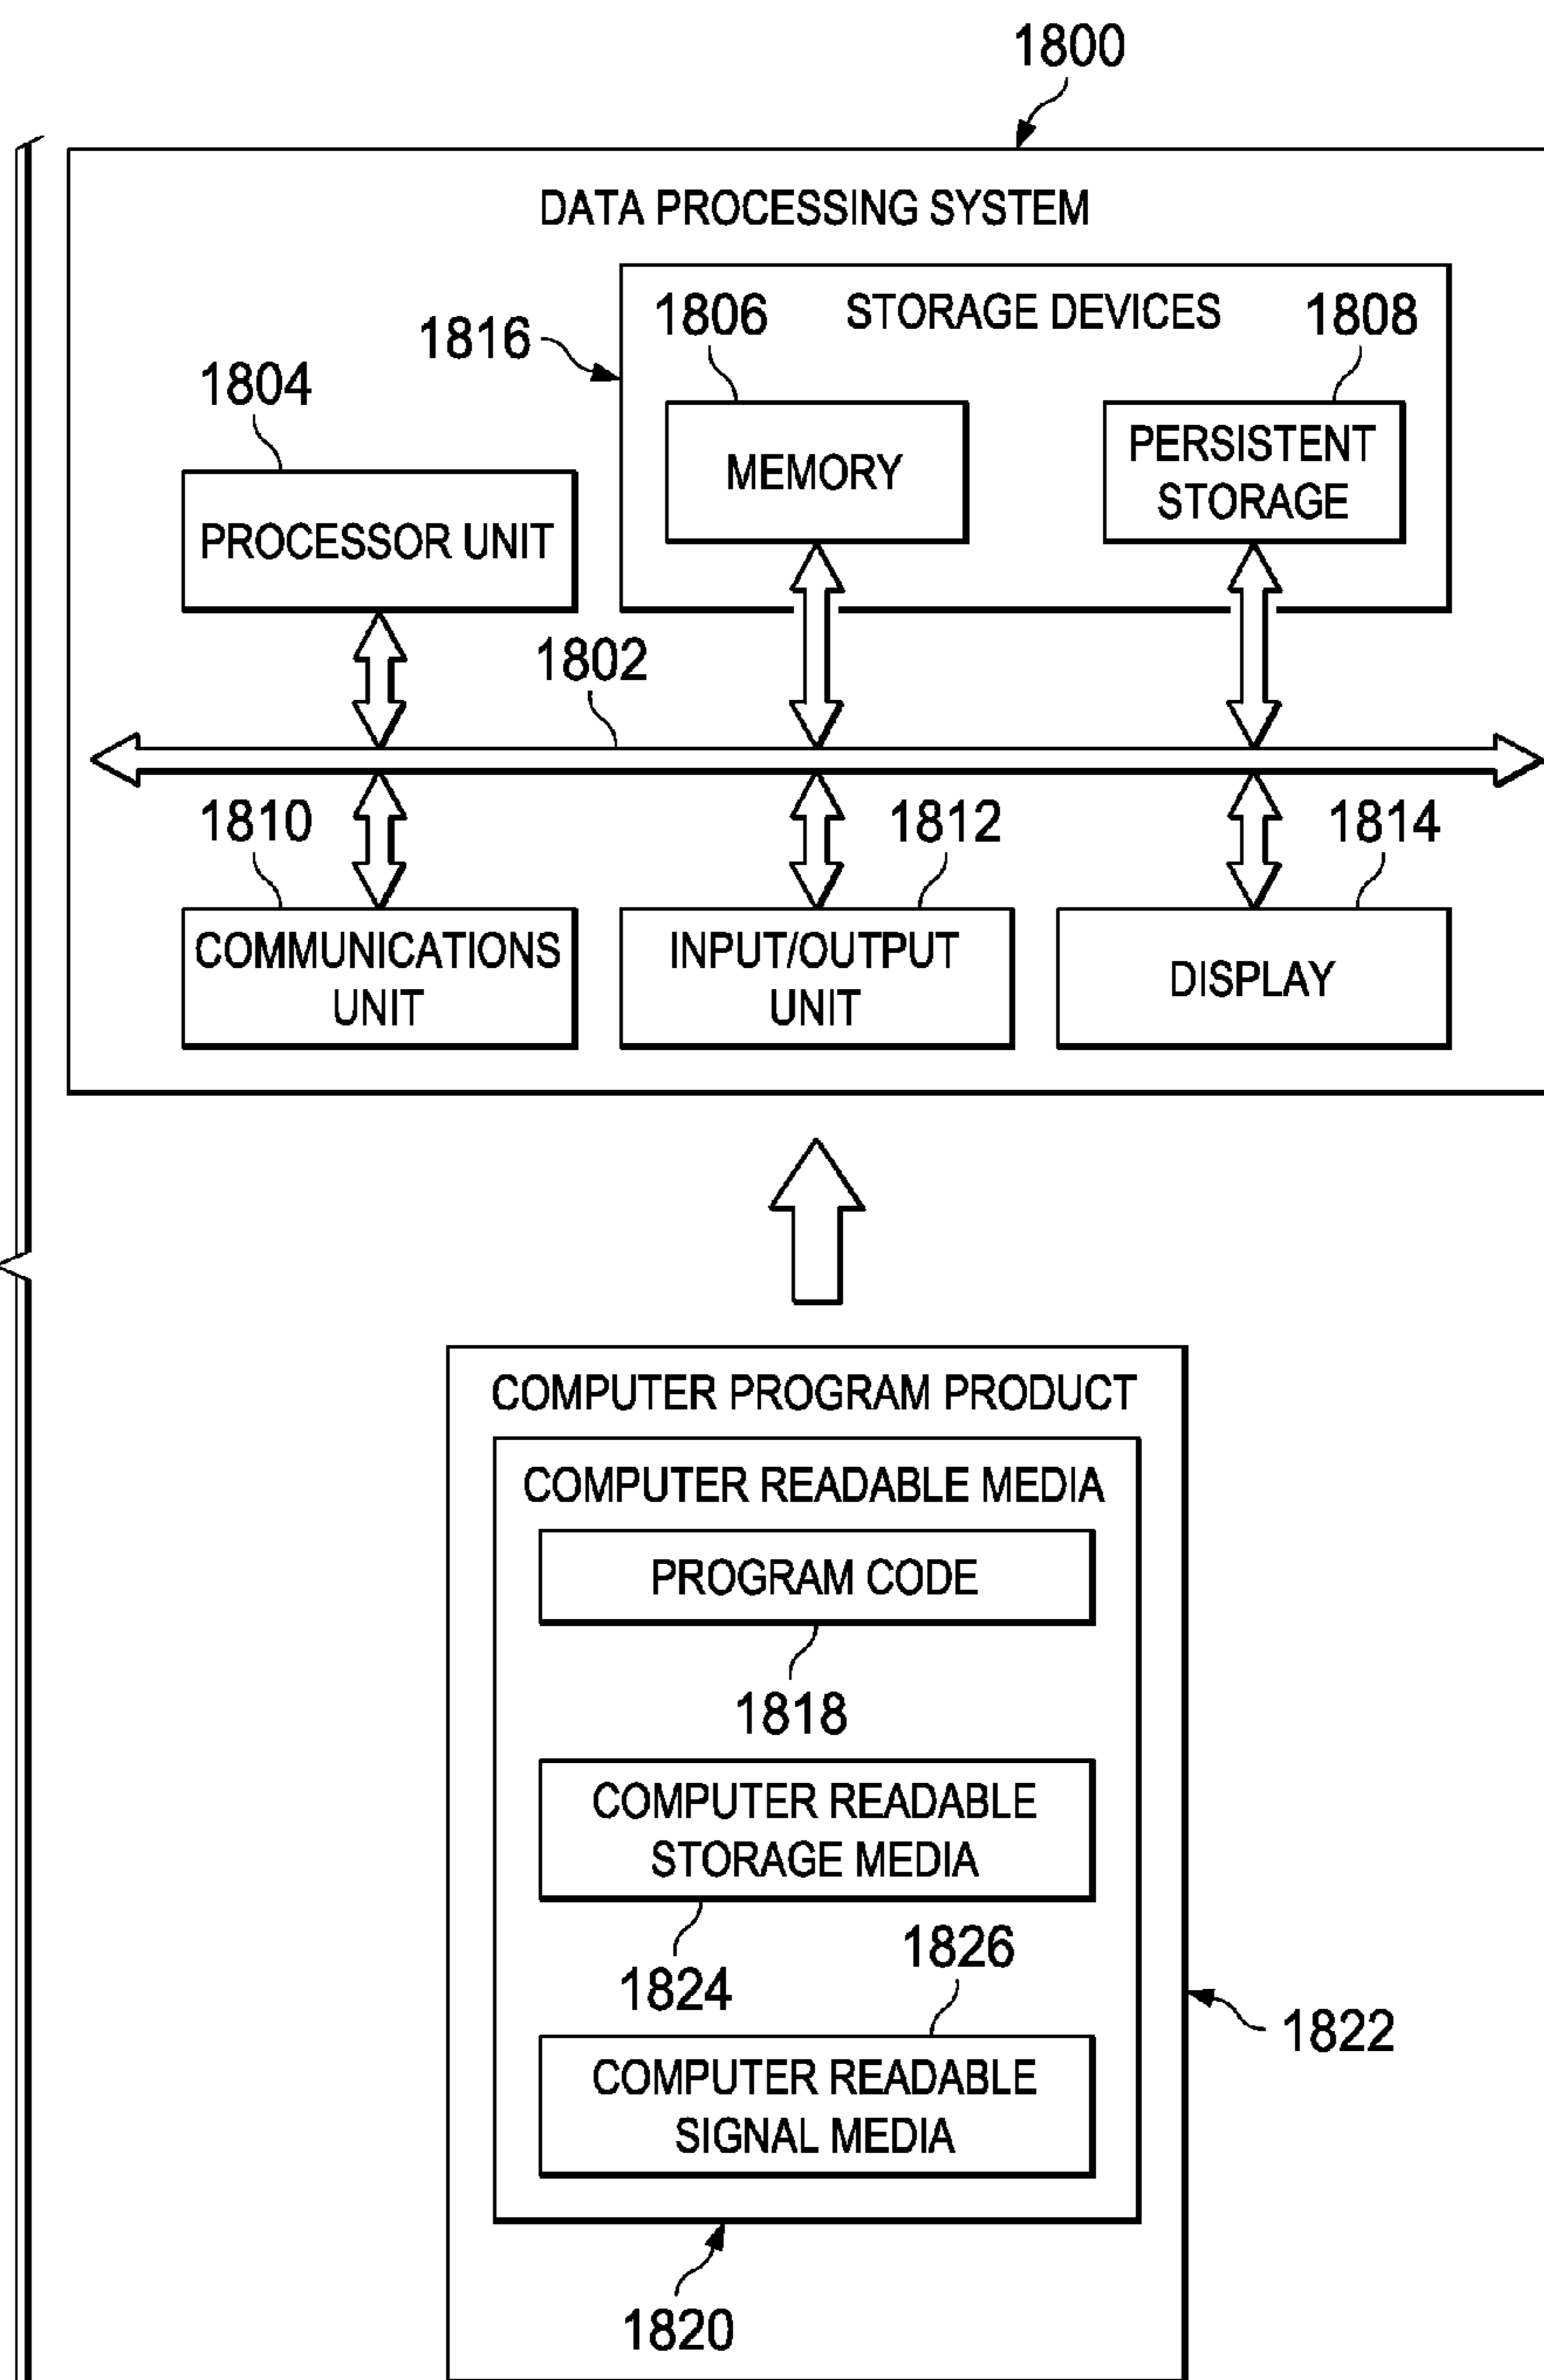 1800
DATA PROCESSING SYSTEM
1806
STORAGE DEVICES
1808
1816
1804
MEMORY
PERSISTENT
STORAGE
PROCESSOR UNIT
1802
1810
1812
1814
COMMUNICATIONS
UNIT
INPUT/OUTPUT
UNIT
DISPLAY
COMPUTER PROGRAM PRODUCT
COMPUTER READABLE MEDIA
PROGRAM CODE
1818
COMPUTER READABLE
STORAGE MEDIA
1824
1826
COMPUTER READABLE
SIGNAL MEDIA
1822
1820